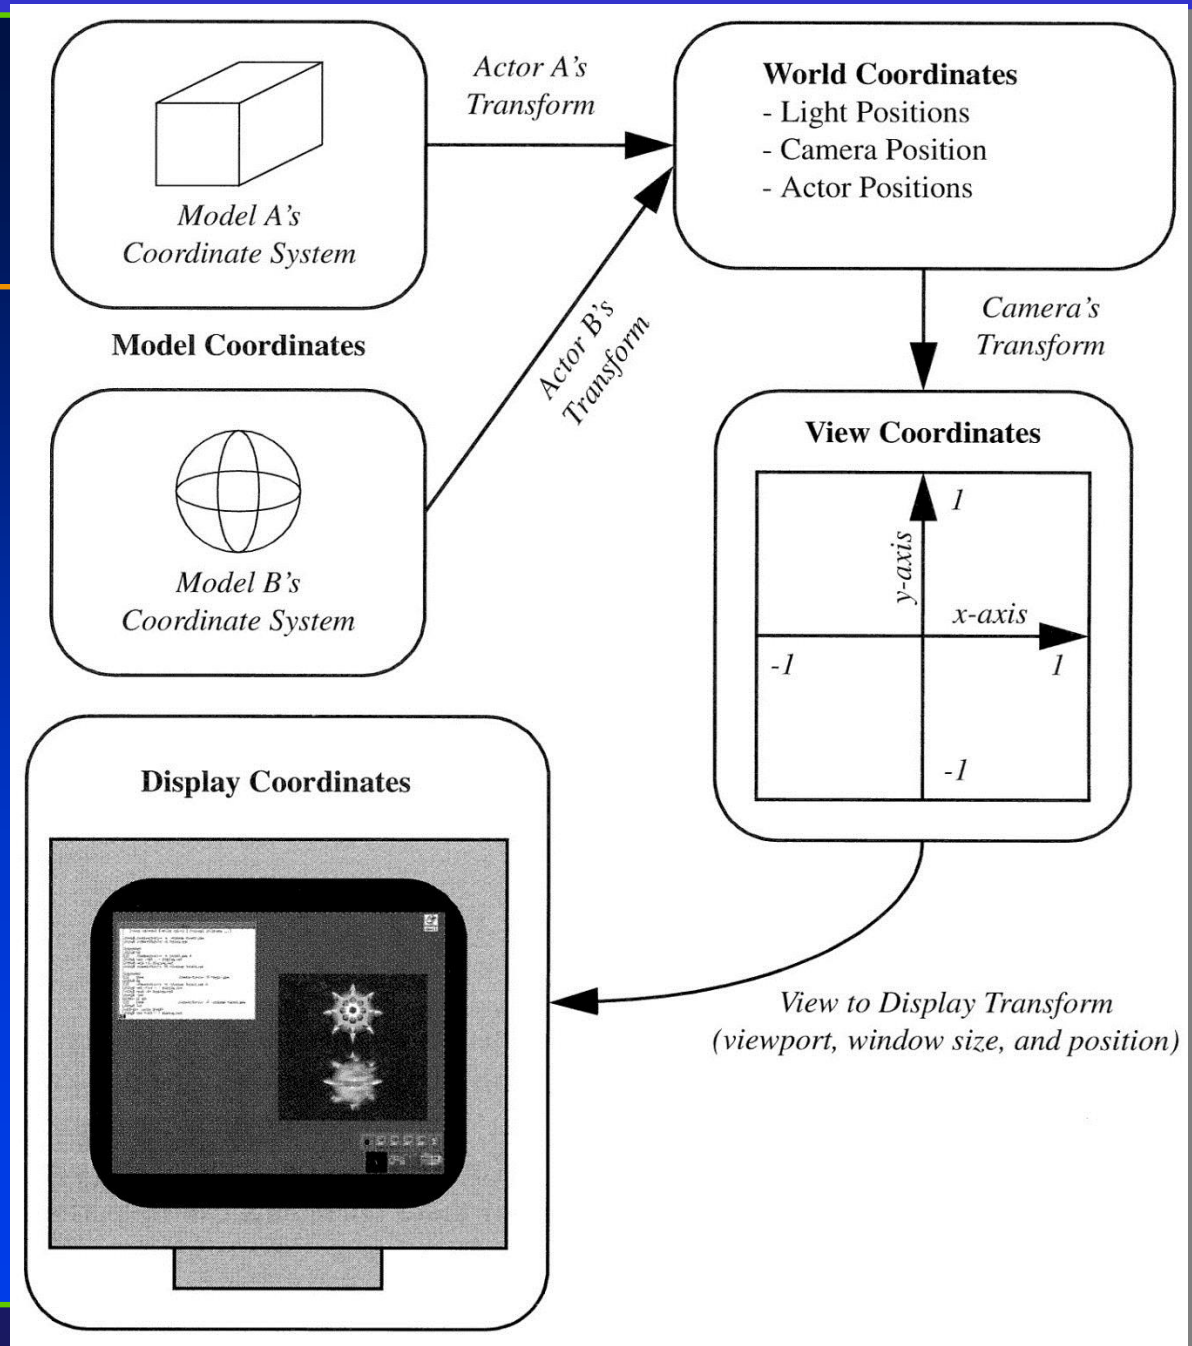 Actor A's
Transform
World Coordinates
- Light Positions
- Camera Position
- Actor Positions
Model A's
Coordinate System
Model Coordinates
Actor B's
Transform
Camera's
Transform
View Coordinates
1
y-axis
x-axis
-1
1
-1
Model B's
Coordinate System
Display Coordinates
View to Display Transform
(viewport, window size, and position)